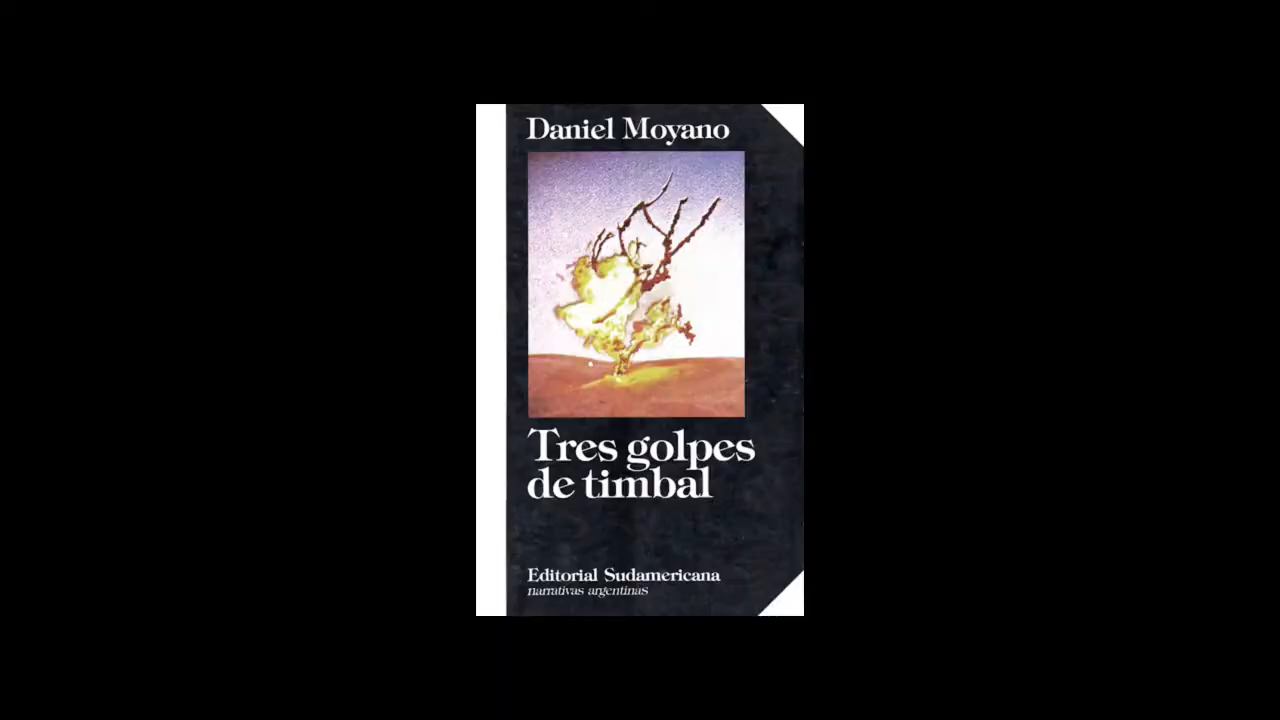 Daniel Moyano
Tres golpes
de timbal
Editorial Sudamericana
narrativas argentinas